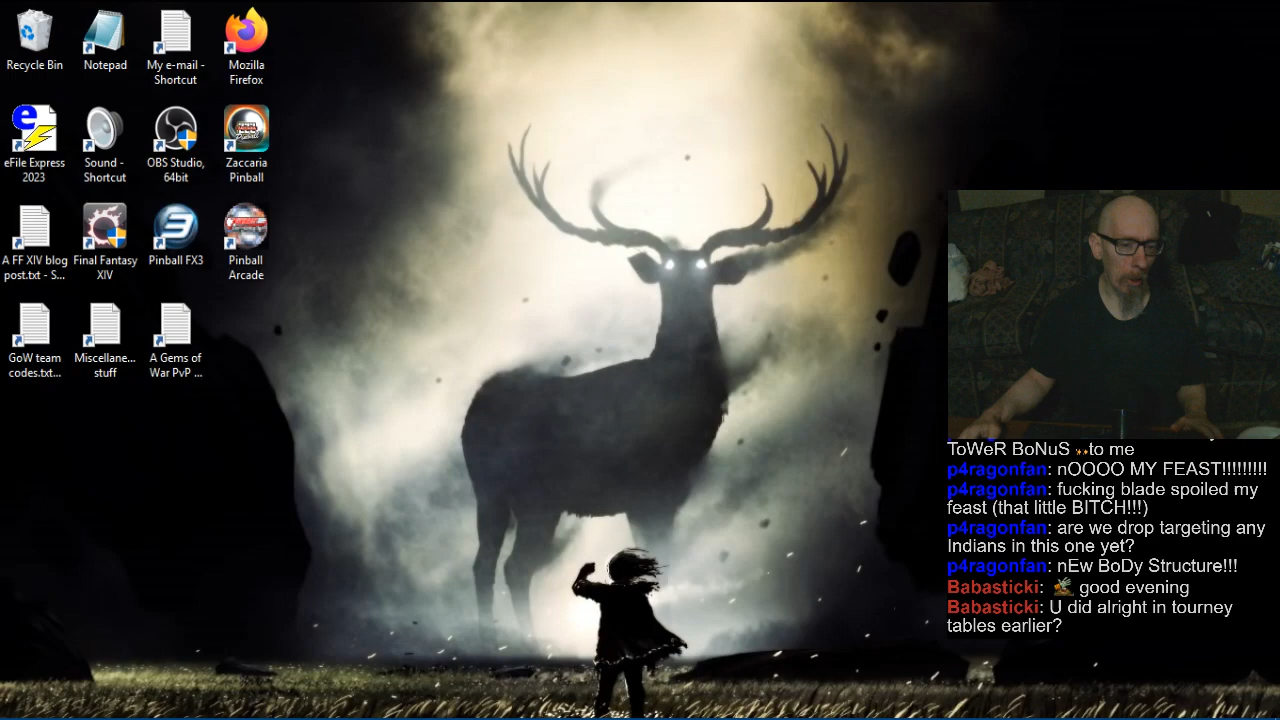 Recycle Bin
Notepad
My e-mail -
Shortcut
Mozilla
Firefox
eFile Express
2023
Sound -
Shortcut
OBS Studio,
64bit
Zaccaria
Pinball
A FF XIV blog
post.txt - S...
Final Fantasy
XIV
Pinball FX3
Pinball
Arcade
GoW team
codes.txt...
Miscellane...
stuff
A Gems of
War PvP ...
ToWeR BoNuS ✨to me
p4ragonfan: nOOOO MY FEAST!!!!!!!!!
p4ragonfan: fucking blade spoiled my
feast (that little BITCH!!!)
p4ragonfan: are we drop targeting any
Indians in this one yet?
p4ragonfan: nEw BoDy Structure!!!
Babasticki: good evening
Babasticki: U did alright in tourney
tables earlier?